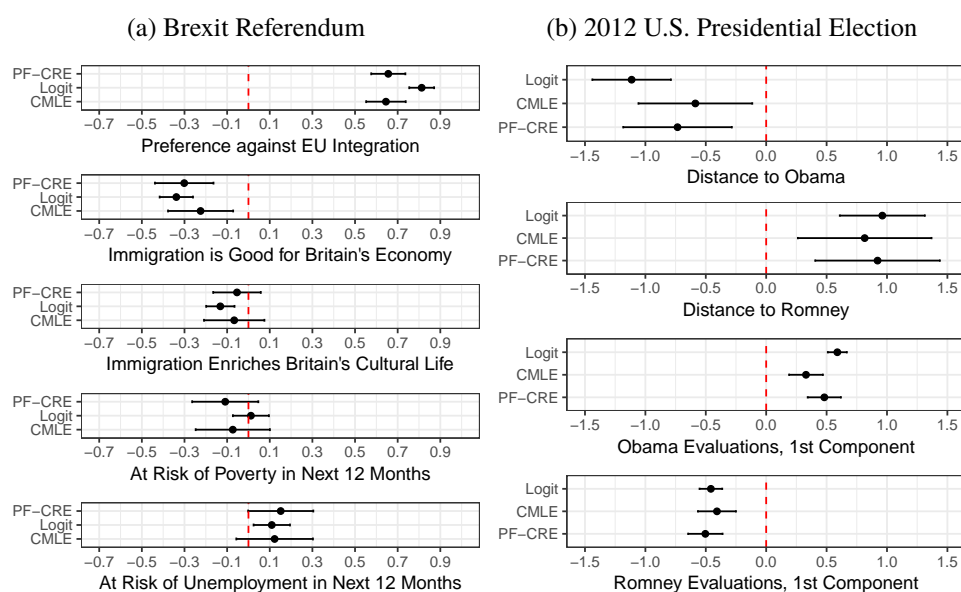 (a) Brexit Referendum
PF−CRE
Logit
CMLE
−0.7 −0.5 −0.3 −0.1 0.1 0.3 0.5 0.7 0.9
Preference against EU Integration
PF−CRE
Logit
CMLE
−0.7 −0.5 −0.3 −0.1 0.1 0.3 0.5 0.7 0.9
Immigration is Good for Britain's Economy
PF−CRE
Logit
CMLE
−0.7 −0.5 −0.3 −0.1 0.1 0.3 0.5 0.7 0.9
Immigration Enriches Britain's Cultural Life
PF−CRE
Logit
CMLE
−0.7 −0.5 −0.3 −0.1 0.1 0.3 0.5 0.7 0.9
At Risk of Poverty in Next 12 Months
PF−CRE
Logit
CMLE
−0.7 −0.5 −0.3 −0.1 0.1 0.3 0.5 0.7 0.9
At Risk of Unemployment in Next 12 Months
(b) 2012 U.S. Presidential Election
Logit
CMLE
PF−CRE
−1.5 −1.0 −0.5 0.0 0.5 1.0 1.5
Distance to Obama
Logit
CMLE
PF−CRE
−1.5 −1.0 −0.5 0.0 0.5 1.0 1.5
Distance to Romney
Logit
CMLE
PF−CRE
−1.5 −1.0 −0.5 0.0 0.5 1.0 1.5
Obama Evaluations, 1st Component
Logit
CMLE
PF−CRE
−1.5 −1.0 −0.5 0.0 0.5 1.0 1.5
Romney Evaluations, 1st Component